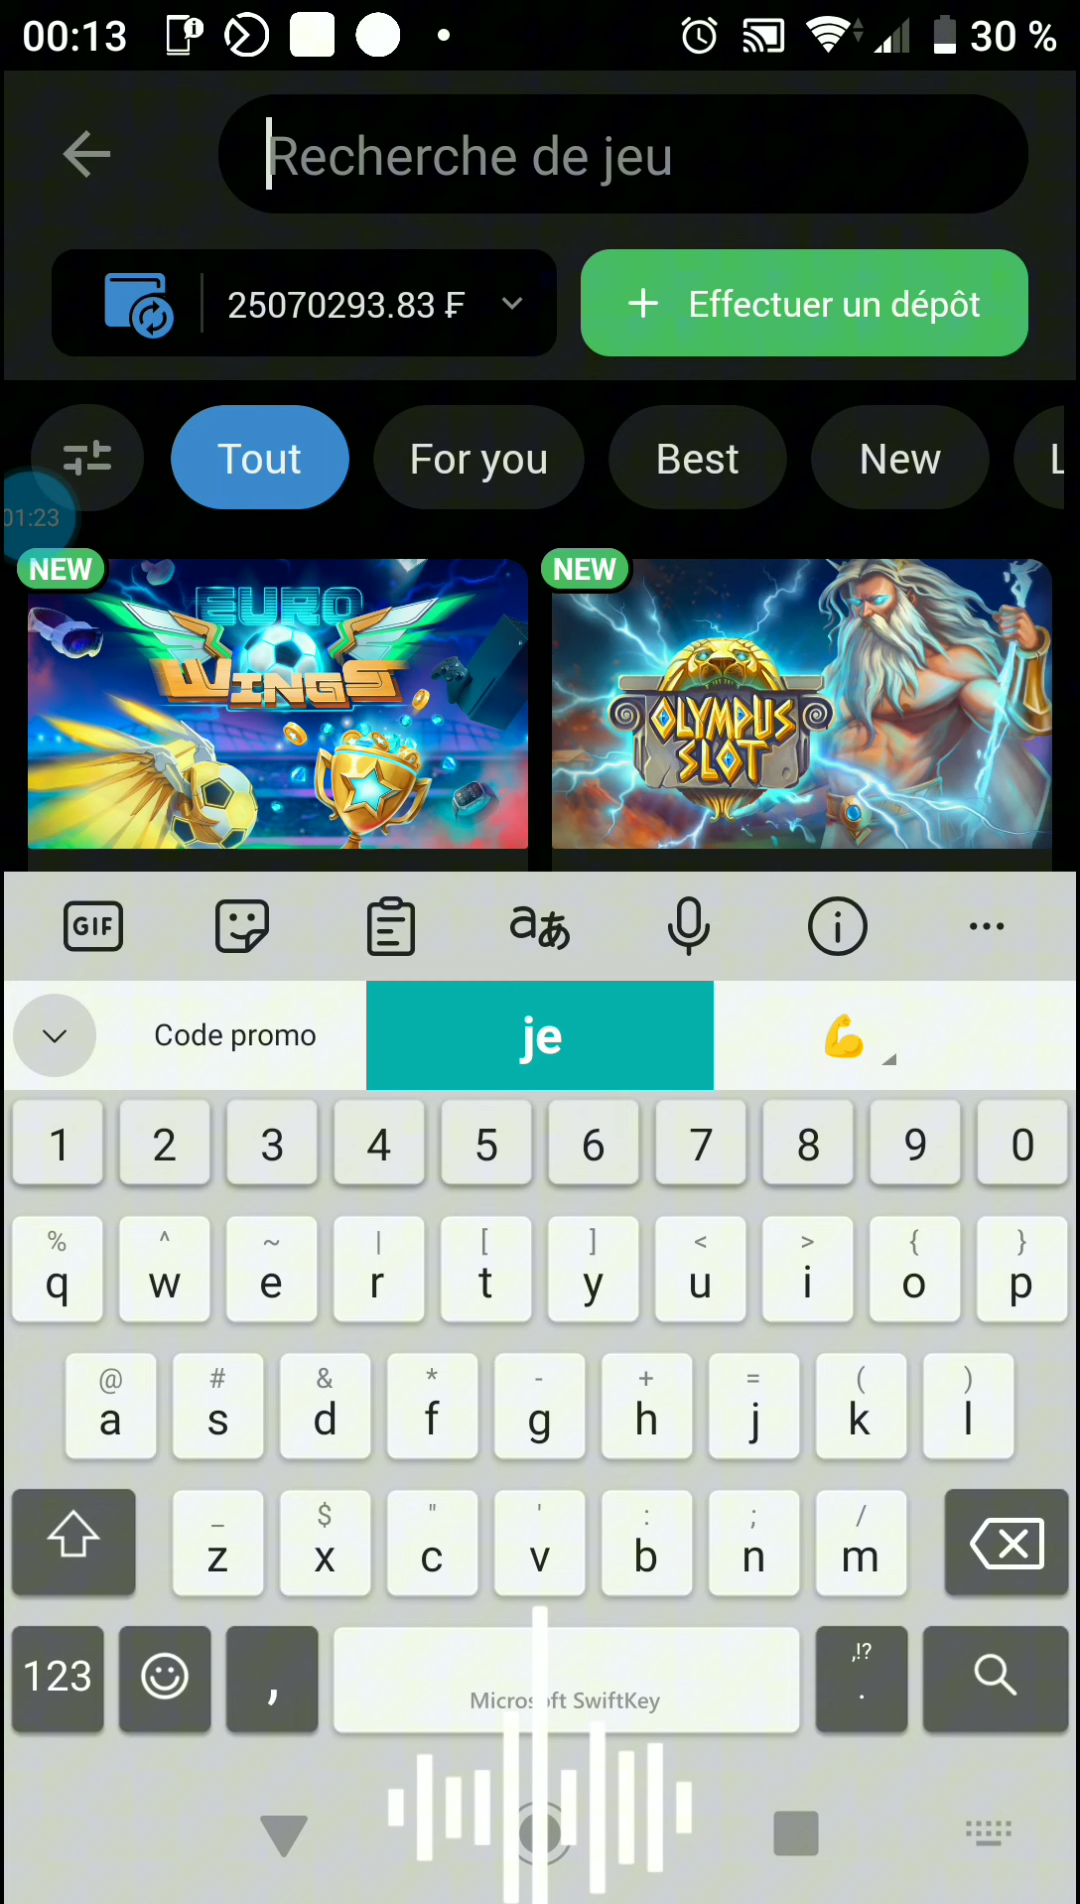 00:13
30 %
Recherche de jeu
25070293.83 ₣
+ Effectuer un dépôt
Tout
For you
Best
New
L
01:23
NEW
NEW
EURO
WINGS
OLYMPUS
SLOT
GIF
aあ
Code promo
je
1 2 3 4 5 6 7 8 9 0
% ^ ~ | [ ] < > { }
q w e r t y u i o p
@ # & * - + = ( )
a s d f g h j k l
_ $ " ' : ; /
z x c v b n m
,!?
123 , .
Microsoft SwiftKey